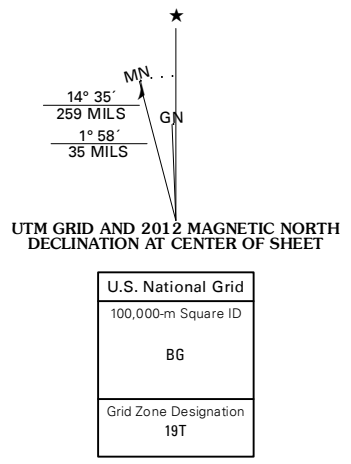 ★
MN
GN
14° 35´
259 MILS
1° 58´
35 MILS
UTM GRID AND 2012 MAGNETIC NORTH
DECLINATION AT CENTER OF SHEET
U.S. National Grid
100,000-m Square ID
BG
Grid Zone Designation
19T